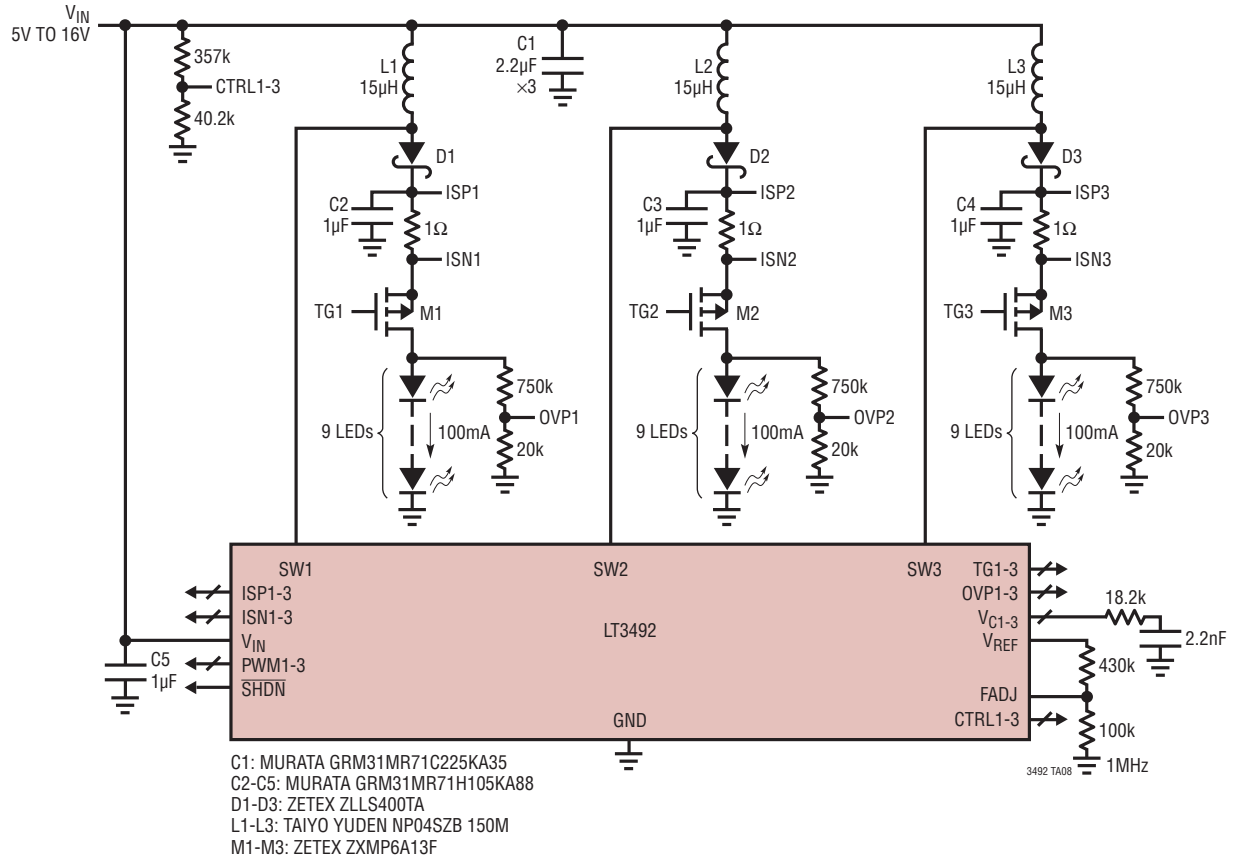 VIN
5V TO 16V
357k
CTRL1-3
40.2k
L1
15µH
C1
2.2µF
×3
L2
15µH
L3
15µH
D1
D2
D3
ISP1
ISP2
ISP3
C2
1µF
1Ω
C3
1µF
1Ω
C4
1µF
1Ω
ISN1
ISN2
ISN3
TG1
M1
TG2
M2
TG3
M3
750k
750k
750k
9 LEDs
100mA
OVP1
9 LEDs
100mA
OVP2
9 LEDs
100mA
OVP3
20k
20k
20k
SW1
SW2
SW3
TG1-3
ISP1-3
OVP1-3
ISN1-3
VC1-3
18.2k
LT3492
VIN
VREF
2.2nF
PWM1-3
C5
1µF
430k
SHDN
FADJ
GND
CTRL1-3
100k
3492 TA08
1MHz
C1: MURATA GRM31MR71C225KA35
C2-C5: MURATA GRM31MR71H105KA88
D1-D3: ZETEX ZLLS400TA
L1-L3: TAIYO YUDEN NP04SZB 150M
M1-M3: ZETEX ZXMP6A13F